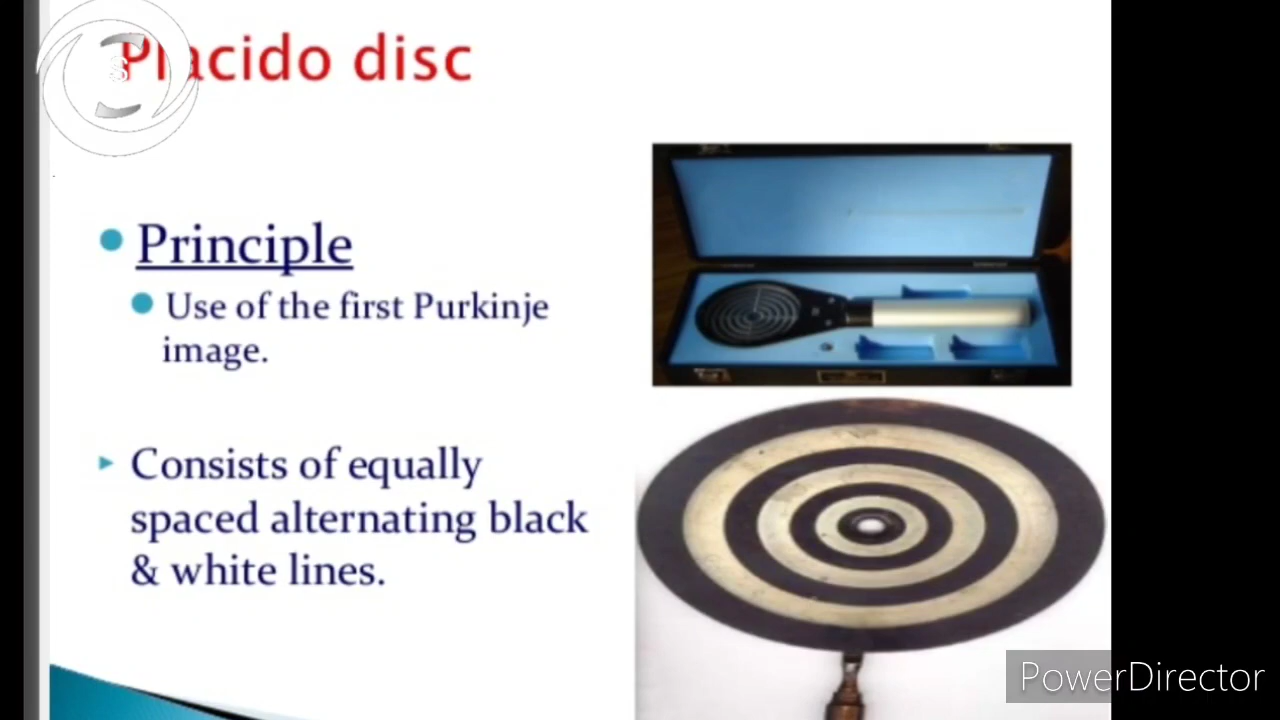 Placido disc
Principle
Use of the first Purkinje
image.
Consists of equally
spaced alternating black
& white lines.
PowerDirector